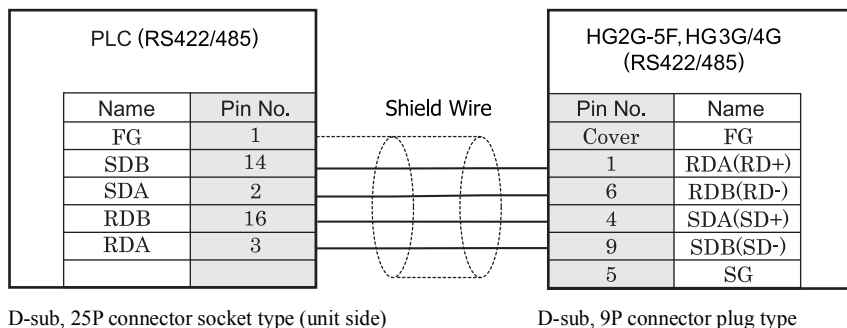 PLC (RS422/485)
HG2G-5F, HG3G/4G
(RS422/485)
Name Pin No.
FG 1
SDB 14
SDA 2
RDB 16
RDA 3
Shield Wire
Pin No. Name
Cover FG
1 RDA(RD+)
6 RDB(RD-)
4 SDA(SD+)
9 SDB(SD-)
5 SG
D-sub, 25P connector socket type (unit side)
D-sub, 9P connector plug type